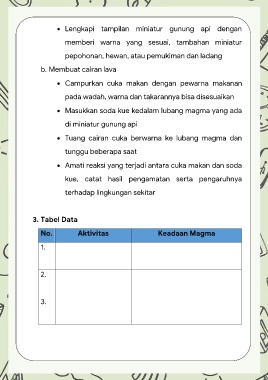 • Lengkapi tampilan miniatur gunung api dengan
memberi warna yang sesuai, tambahan miniatur
pepohonan, hewan, atau pemukiman dan ladang
b. Membuat cairan lava
• Campurkan cuka makan dengan pewarna makanan
pada wadah, warna dan takarannya bisa disesuaikan
• Masukkan soda kue kedalam lubang magma yang ada
di miniatur gunung api
• Tuang cairan cuka berwarna ke lubang magma dan
tunggu beberapa saat
• Amati reaksi yang terjadi antara cuka makan dan soda
kue, catat hasil pengamatan serta pengaruhnya
terhadap lingkungan sekitar
3. Tabel Data
No. Aktivitas Keadaan Magma
1.
2.
3.